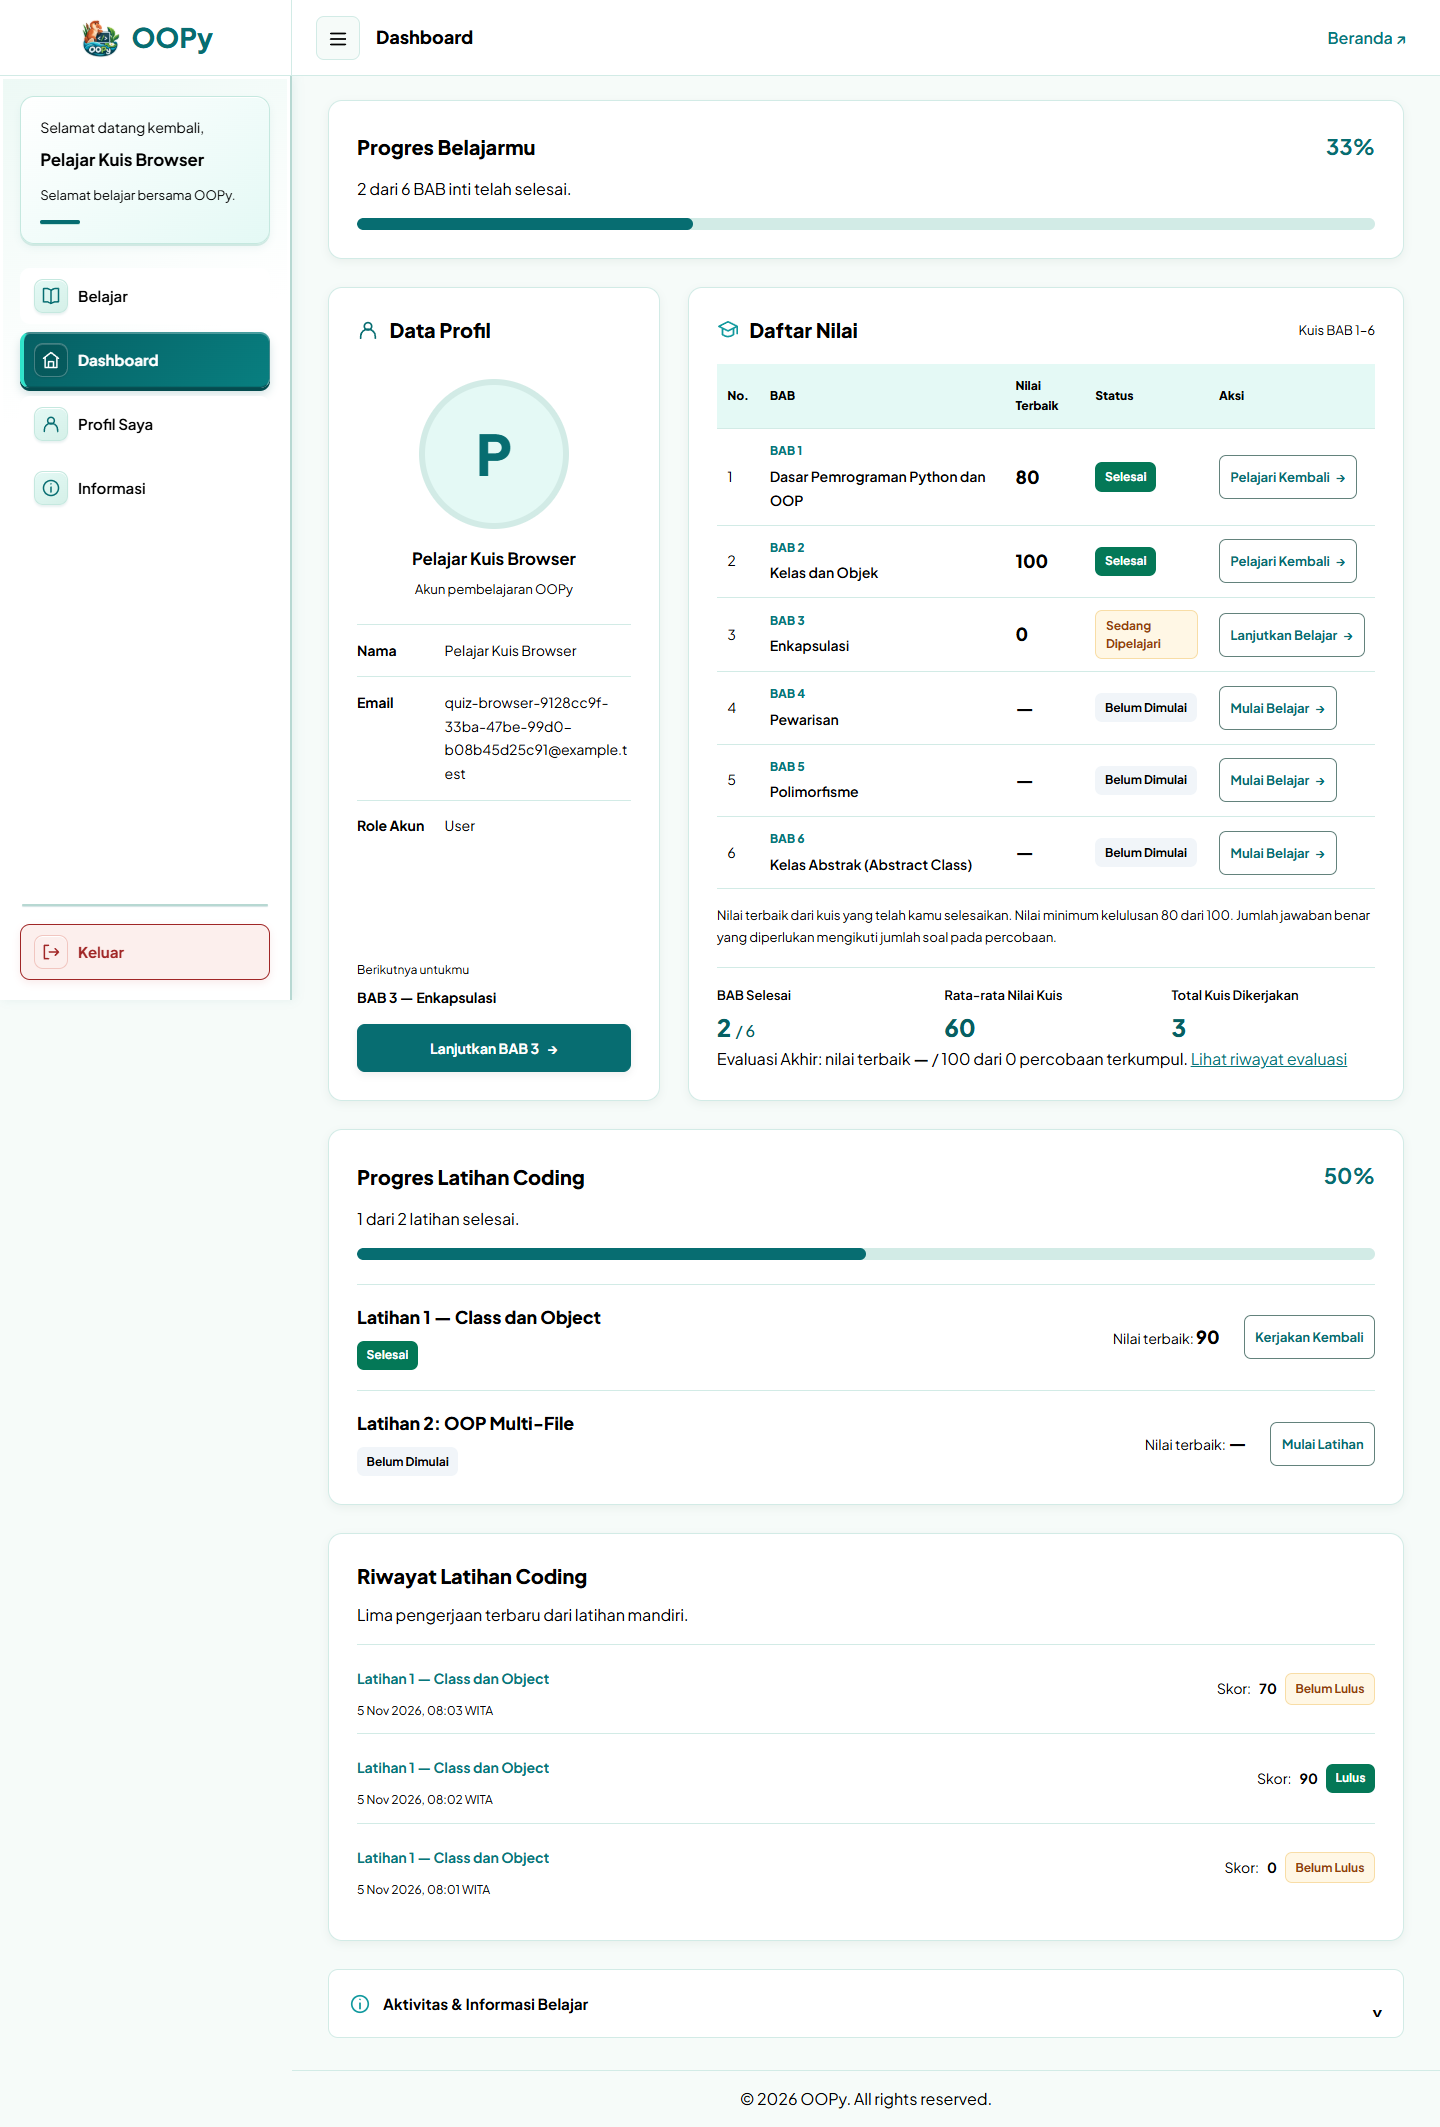 OOPy
Dashboard
Beranda ↗
Selamat datang kembali,
Pelajar Kuis Browser
Selamat belajar bersama OOPy.
Belajar
Dashboard
Profil Saya
Informasi
Keluar
Progres Belajarmu
33%
2 dari 6 BAB inti telah selesai.
Data Profil
P
Pelajar Kuis Browser
Akun pembelajaran OOPy
Nama Pelajar Kuis Browser
Email quiz-browser-9128cc9f-
33ba-47be-99d0-
b08b45d25c91@example.t
est
Role Akun User
Berikutnya untukmu
BAB 3 — Enkapsulasi
Lanjutkan BAB 3 →
Daftar Nilai
Kuis BAB 1–6
No. BAB Nilai Terbaik Status Aksi
1 BAB 1 Dasar Pemrograman Python dan OOP 80 Selesai Pelajari Kembali →
2 BAB 2 Kelas dan Objek 100 Selesai Pelajari Kembali →
3 BAB 3 Enkapsulasi 0 Sedang Dipelajari Lanjutkan Belajar →
4 BAB 4 Pewarisan — Belum Dimulai Mulai Belajar →
5 BAB 5 Polimorfisme — Belum Dimulai Mulai Belajar →
6 BAB 6 Kelas Abstrak (Abstract Class) — Belum Dimulai Mulai Belajar →
Nilai terbaik dari kuis yang telah kamu selesaikan. Nilai minimum kelulusan 80 dari 100. Jumlah jawaban benar
yang diperlukan mengikuti jumlah soal pada percobaan.
BAB Selesai Rata-rata Nilai Kuis Total Kuis Dikerjakan
2 / 6 60 3
Evaluasi Akhir: nilai terbaik — / 100 dari 0 percobaan terkumpul. Lihat riwayat evaluasi
Progres Latihan Coding
50%
1 dari 2 latihan selesai.
Latihan 1 — Class dan Object
Selesai
Nilai terbaik: 90 Kerjakan Kembali
Latihan 2: OOP Multi-File
Belum Dimulai
Nilai terbaik: — Mulai Latihan
Riwayat Latihan Coding
Lima pengerjaan terbaru dari latihan mandiri.
Latihan 1 — Class dan Object
5 Nov 2026, 08:03 WITA
Skor: 70 Belum Lulus
Latihan 1 — Class dan Object
5 Nov 2026, 08:02 WITA
Skor: 90 Lulus
Latihan 1 — Class dan Object
5 Nov 2026, 08:01 WITA
Skor: 0 Belum Lulus
Aktivitas & Informasi Belajar
v
© 2026 OOPy. All rights reserved.